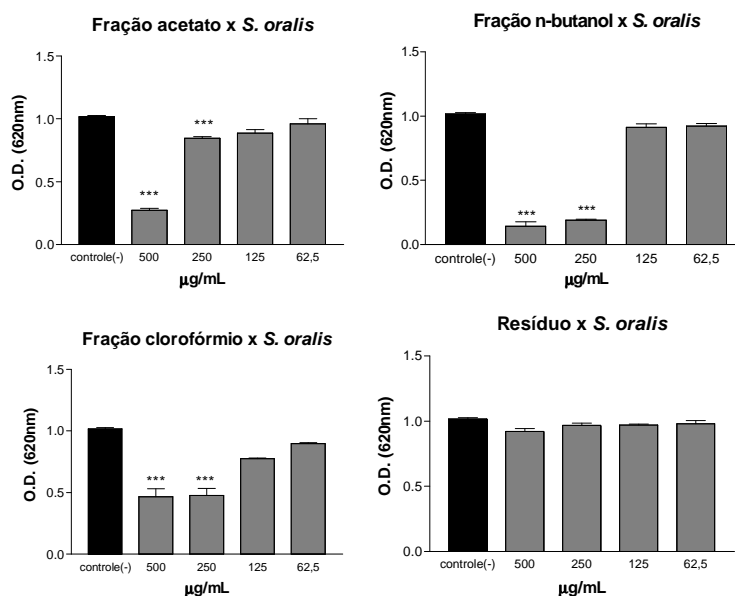 Fração acetato x S. oralis
1.5
1.0
0.5
0.0
O.D. (620nm)
***
***
controle(-) 500 250 125 62,5
µg/mL
Fração n-butanol x S. oralis
1.5
1.0
0.5
0.0
O.D. (620nm)
***
***
controle(-) 500 250 125 62,5
µg/mL
Fração clorofórmio x S. oralis
1.5
1.0
0.5
0.0
O.D. (620nm)
***
***
controle(-) 500 250 125 62,5
µg/mL
Resíduo x S. oralis
1.5
1.0
0.5
0.0
O.D. (620nm)
controle(-) 500 250 125 62,5
µg/mL